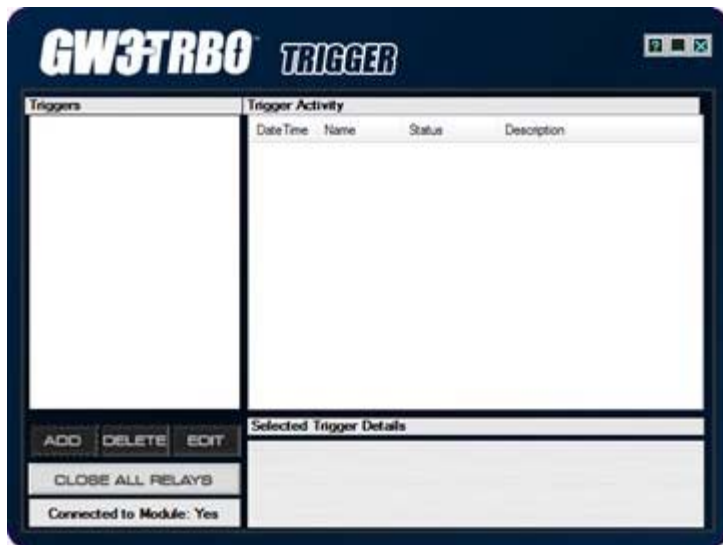 GW3-TRBO TRIGGER
Triggers
Trigger Activity
DateTime Name Status Description
Selected Trigger Details
ADD DELETE EDIT
CLOSE ALL RELAYS
Connected to Module: Yes